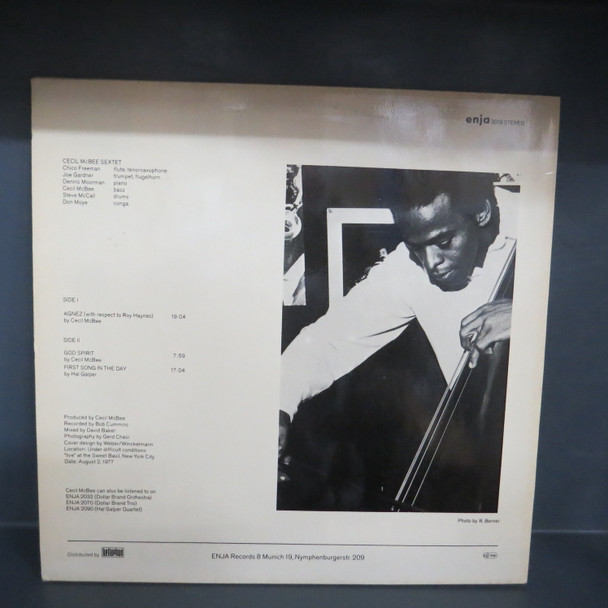 enja 3019 STEREO
CECIL McBEE SEXTET
Chico Freeman flute, tenorsaxophone
Joe Gardner trumpet, flugelhorn
Dennis Moorman piano
Cecil McBee bass
Steve McCall drums
Don Moye conga
SIDE I
AGNEZ (with respect to Roy Haynes) 19:04
by Cecil McBee
SIDE II
GOD SPIRIT 7:59
by Cecil McBee
FIRST SONG IN THE DAY 17:04
by Hal Galper
Produced by Cecil McBee
Recorded by Bob Cummins
Mixed by David Baker
Photography by Gerd Chesi
Cover design by Weber/Winckelmann
Location: Under difficult conditions
"live" at the Sweet Basil, New York City
Date: August 2, 1977
Cecil McBee can also be listened to on
ENJA 2032 (Dollar Brand Orchestra)
ENJA 2070 (Dollar Brand Trio)
ENJA 2090 (Hal Galper Quartet)
Photo by R. Berner
Distributed by bellaphon
ENJA Records 8 Munich 19, Nymphenburgerstr. 209